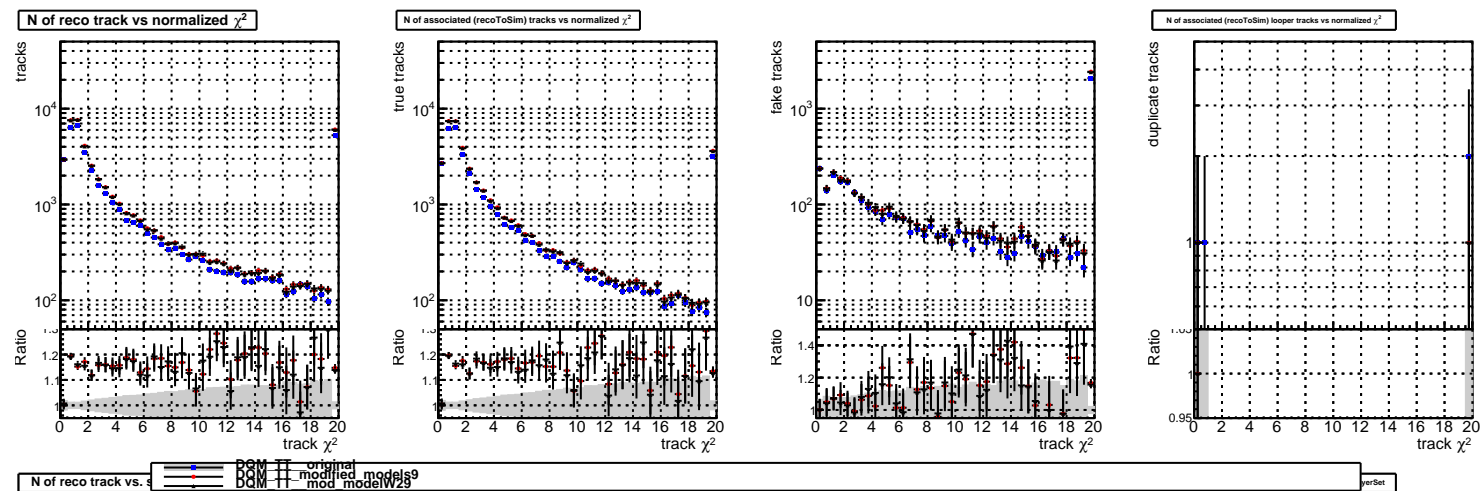 N of reco track vs normalized χ²
N of associated (recoToSim) tracks vs normalized χ²
N of associated (recoToSim) looper tracks vs normalized χ²
tracks
10⁴
10³
10²
Ratio
1.2
1.1
1
0 2 4 6 8 10 12 14 16 18 20
track χ²
true tracks
10⁴
10³
10²
Ratio
1.2
1.1
1
0 2 4 6 8 10 12 14 16 18 20
track χ²
fake tracks
10³
10²
10
Ratio
1.4
1.2
1
0 2 4 6 8 10 12 14 16 18 20
track χ²
duplicate tracks
1
Ratio
1
0.95
0 2 4 6 8 10 12 14 16 18 20
track χ²
DQM_TT__original
DQM_TT_modified_models9
DQM_TT__mod_modelW29
N of reco track vs. s
yerSet